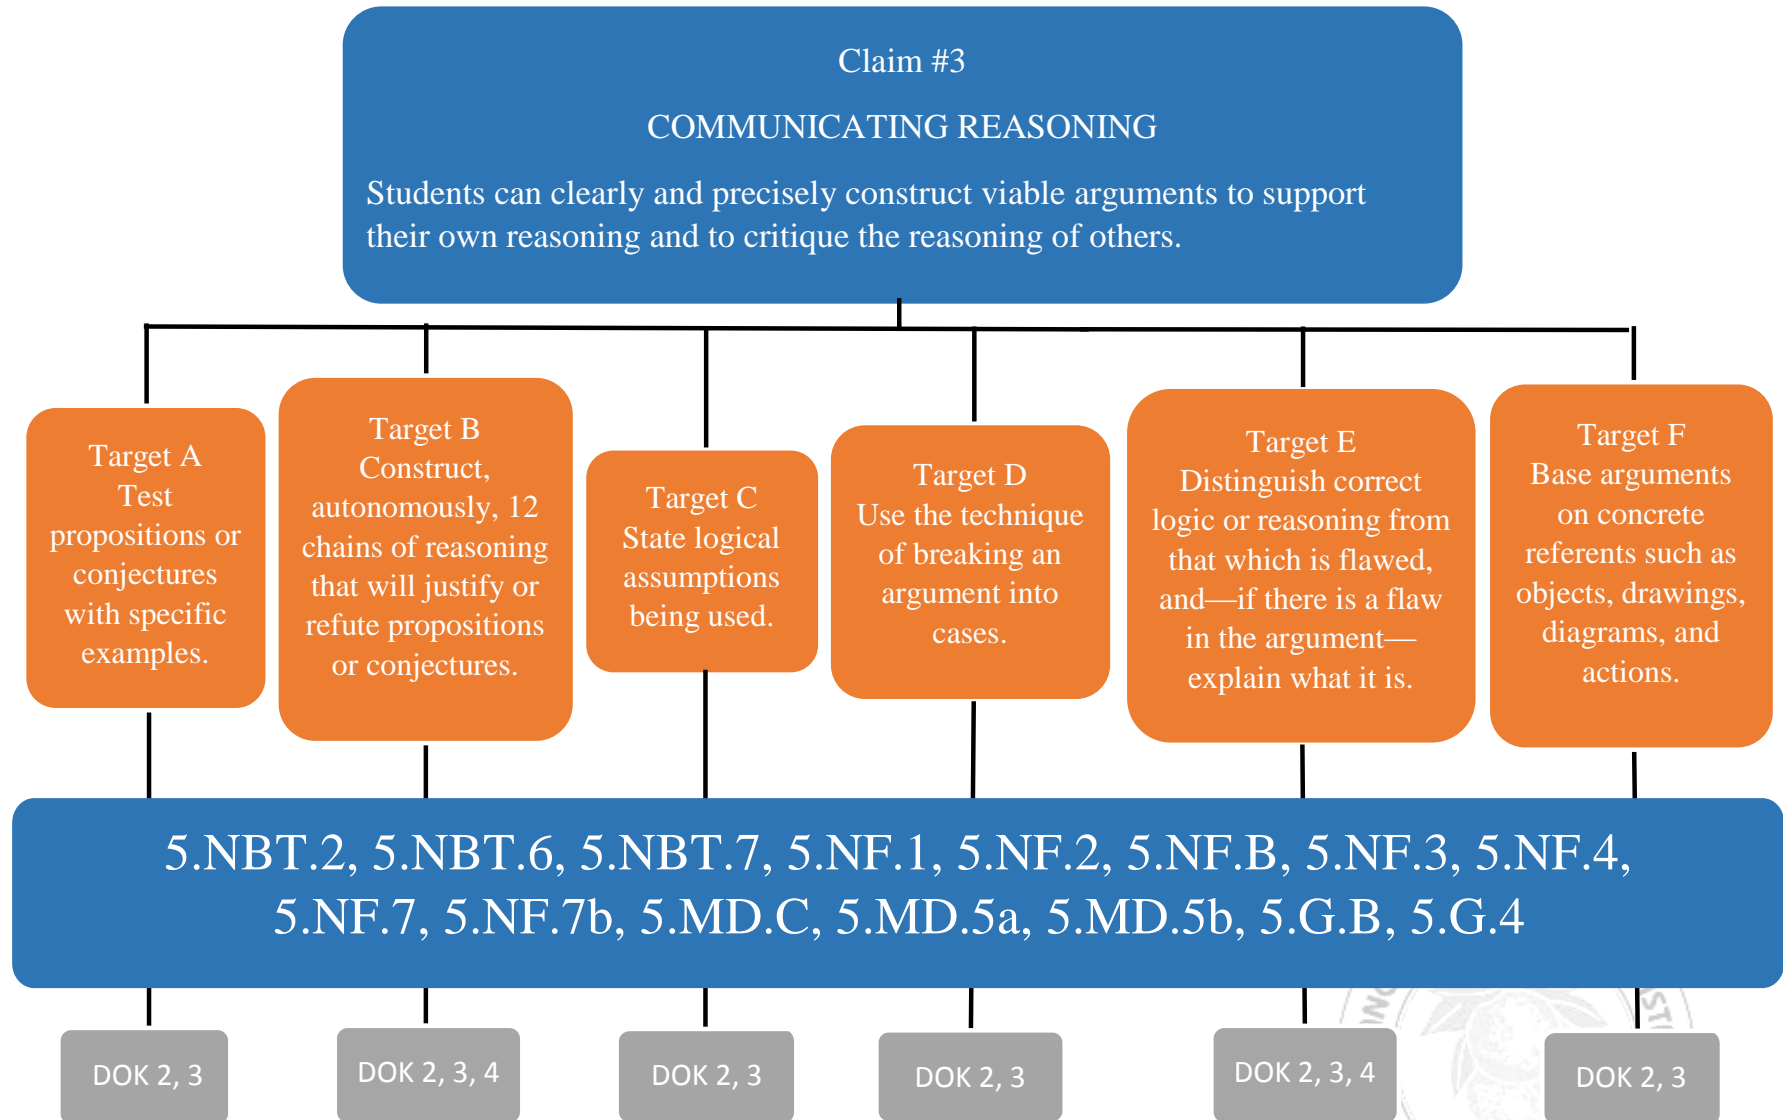 Claim #3
COMMUNICATING REASONING
Students can clearly and precisely construct viable arguments to support
their own reasoning and to critique the reasoning of others.
Target A
Test
propositions or
conjectures
with specific
examples.
Target B
Construct,
autonomously, 12
chains of reasoning
that will justify or
refute propositions
or conjectures.
Target C
State logical
assumptions
being used.
Target D
Use the technique
of breaking an
argument into
cases.
Target E
Distinguish correct
logic or reasoning from
that which is flawed,
and—if there is a flaw
in the argument—
explain what it is.
Target F
Base arguments
on concrete
referents such as
objects, drawings,
diagrams, and
actions.
5.NBT.2, 5.NBT.6, 5.NBT.7, 5.NF.1, 5.NF.2, 5.NF.B, 5.NF.3, 5.NF.4,
5.NF.7, 5.NF.7b, 5.MD.C, 5.MD.5a, 5.MD.5b, 5.G.B, 5.G.4
DOK 2, 3
DOK 2, 3, 4
DOK 2, 3
DOK 2, 3
DOK 2, 3, 4
DOK 2, 3